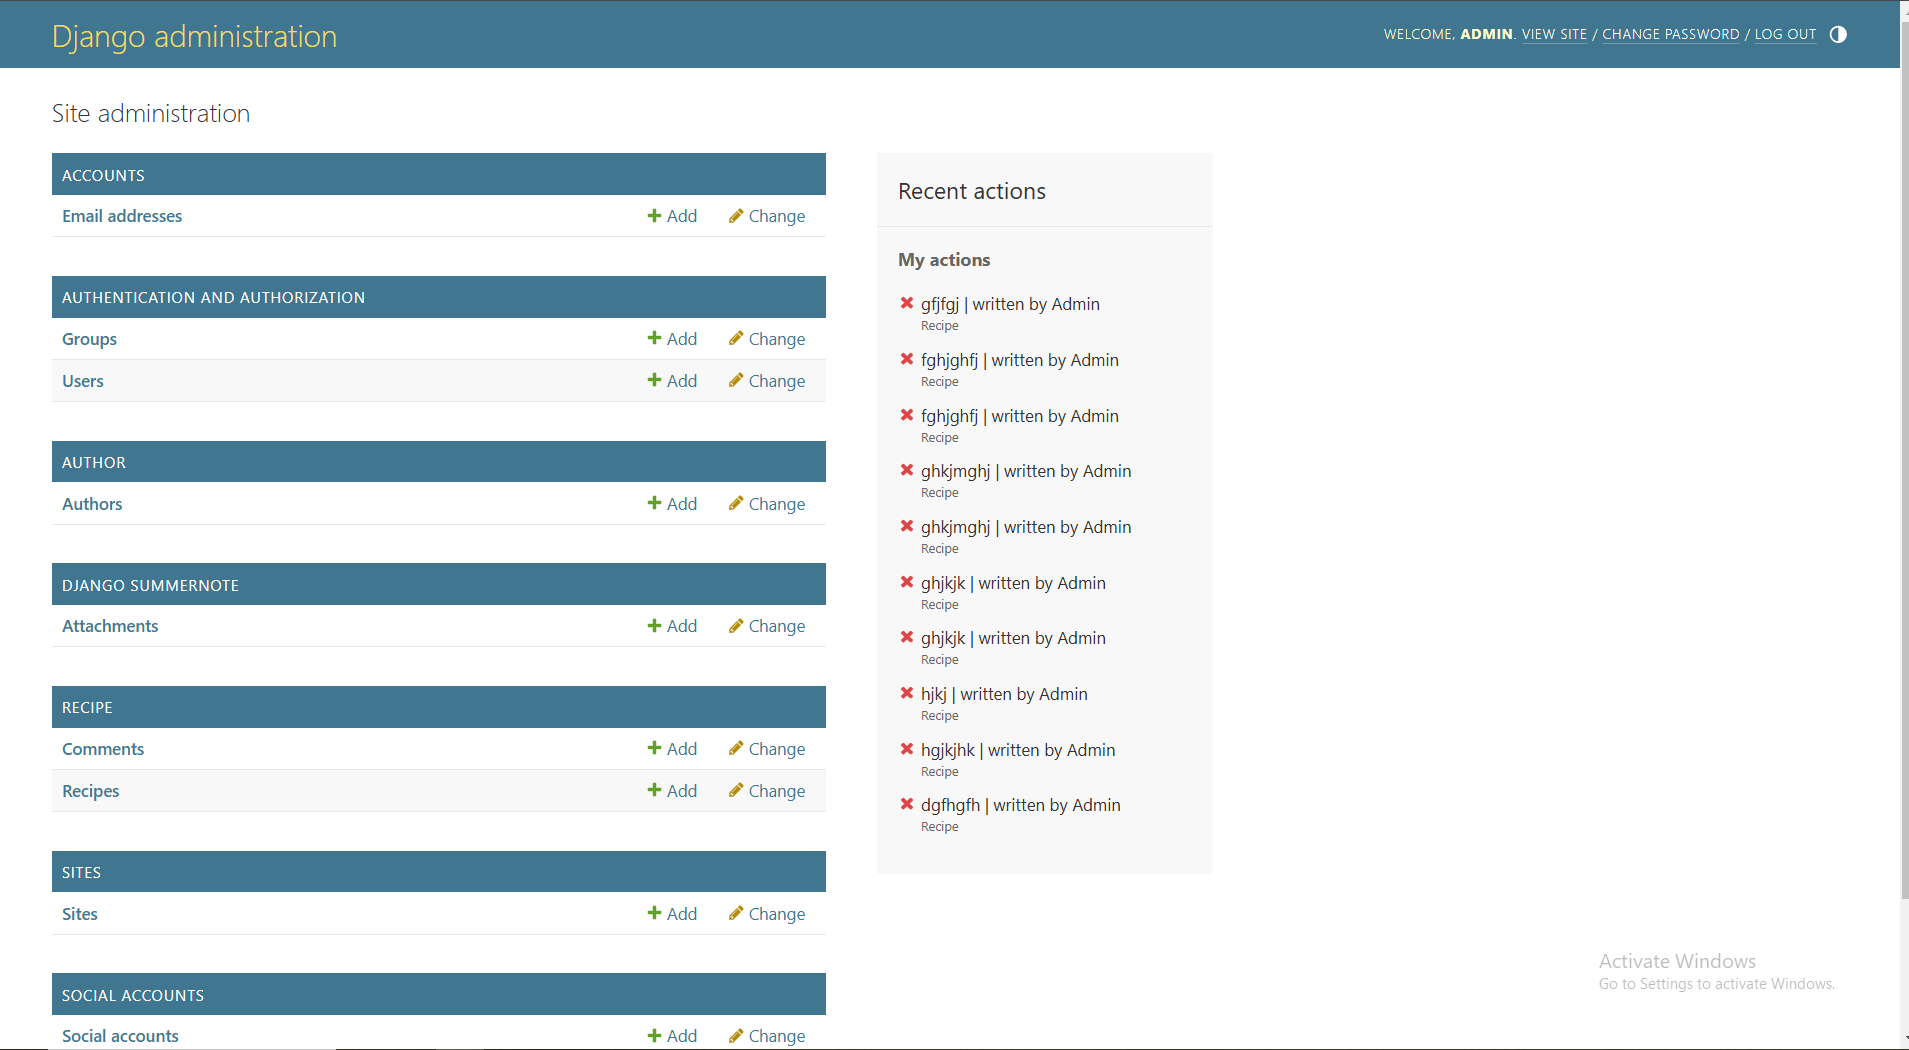 Django administration
WELCOME, ADMIN. VIEW SITE / CHANGE PASSWORD / LOG OUT
Site administration
ACCOUNTS
Email addresses Add Change
AUTHENTICATION AND AUTHORIZATION
Groups Add Change
Users Add Change
AUTHOR
Authors Add Change
DJANGO SUMMERNOTE
Attachments Add Change
RECIPE
Comments Add Change
Recipes Add Change
SITES
Sites Add Change
SOCIAL ACCOUNTS
Social accounts Add Change
Recent actions
My actions
gfjfgj | written by Admin
Recipe
fghjghfj | written by Admin
Recipe
fghjghfj | written by Admin
Recipe
ghkjmghj | written by Admin
Recipe
ghkjmghj | written by Admin
Recipe
ghjkjk | written by Admin
Recipe
ghjkjk | written by Admin
Recipe
hjkj | written by Admin
Recipe
hgjkjhk | written by Admin
Recipe
dgfhgfh | written by Admin
Recipe
Activate Windows
Go to Settings to activate Windows.